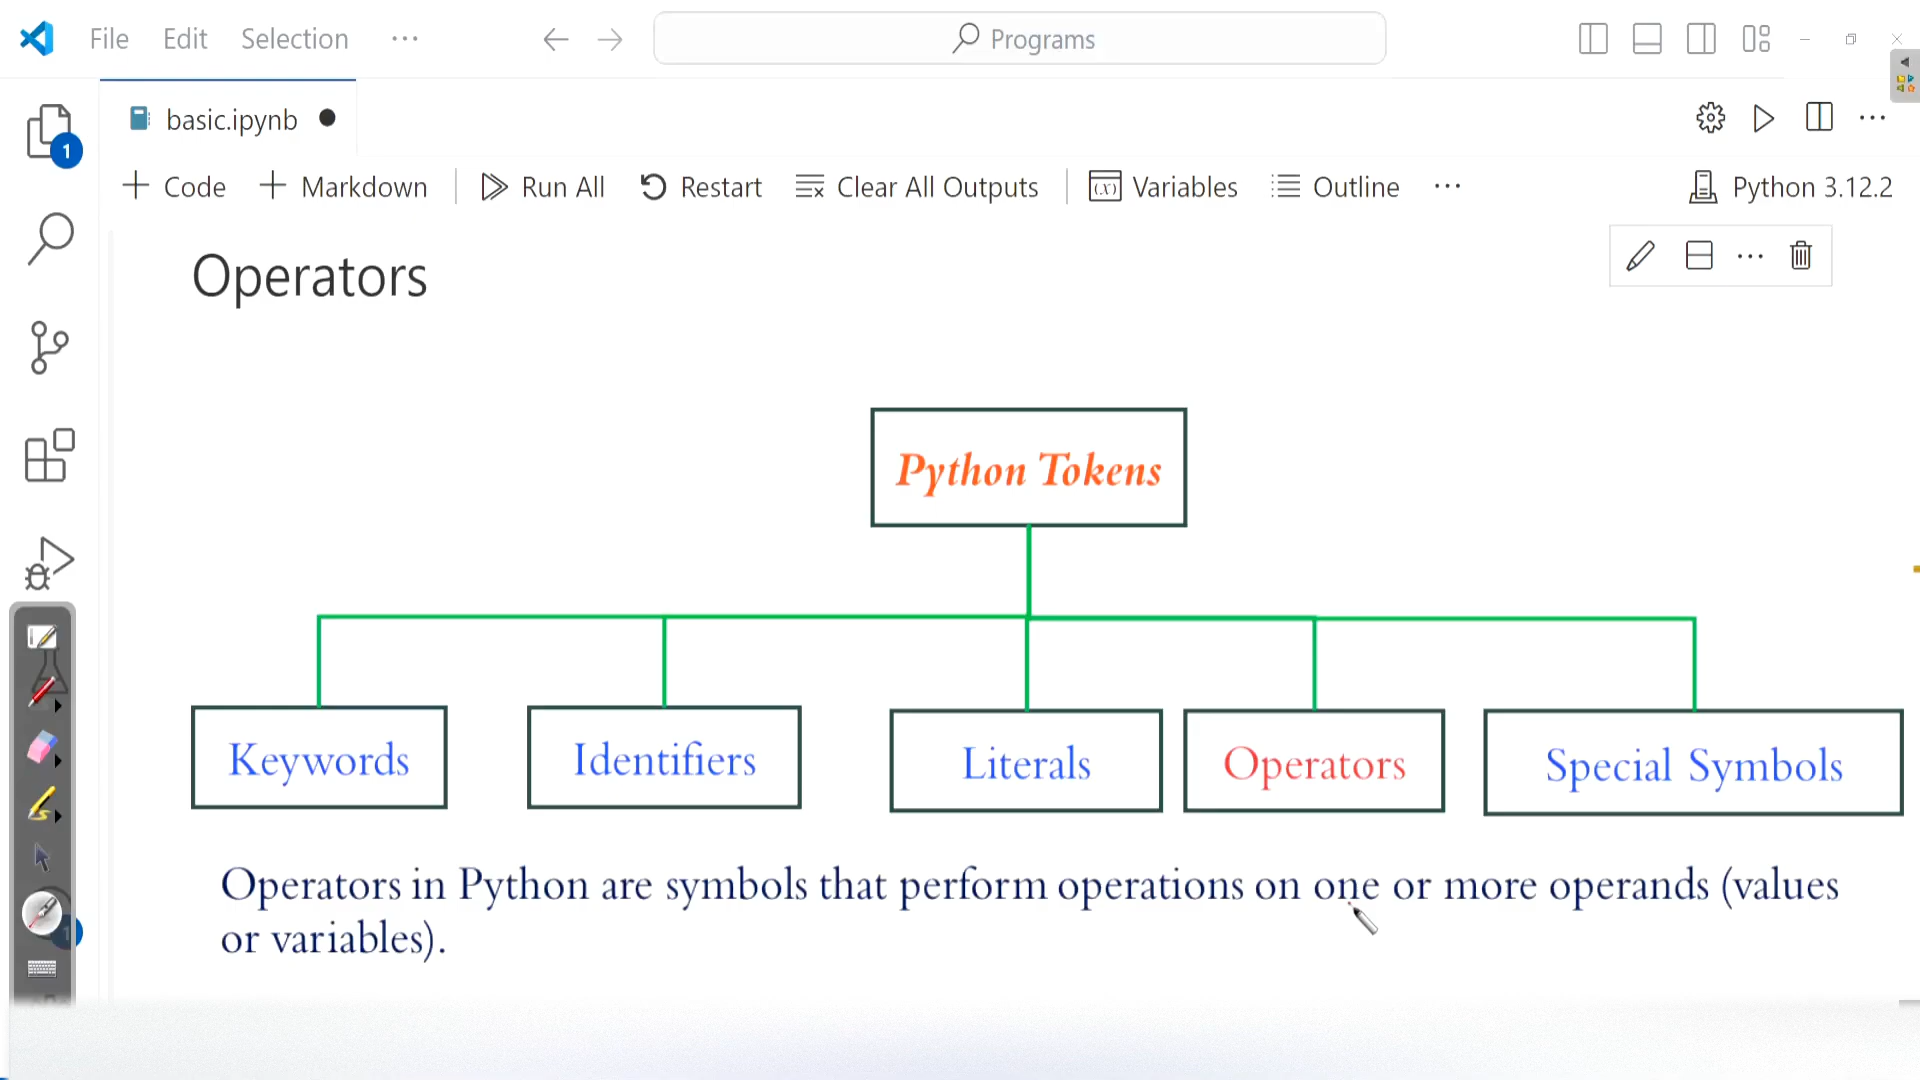 File Edit Selection ··· Programs
basic.ipynb
1
Code Markdown Run All Restart Clear All Outputs (x) Variables Outline ··· Python 3.12.2
Operators
Python Tokens
Keywords Identifiers Literals Operators Special Symbols
Operators in Python are symbols that perform operations on one or more operands (values
or variables).
1